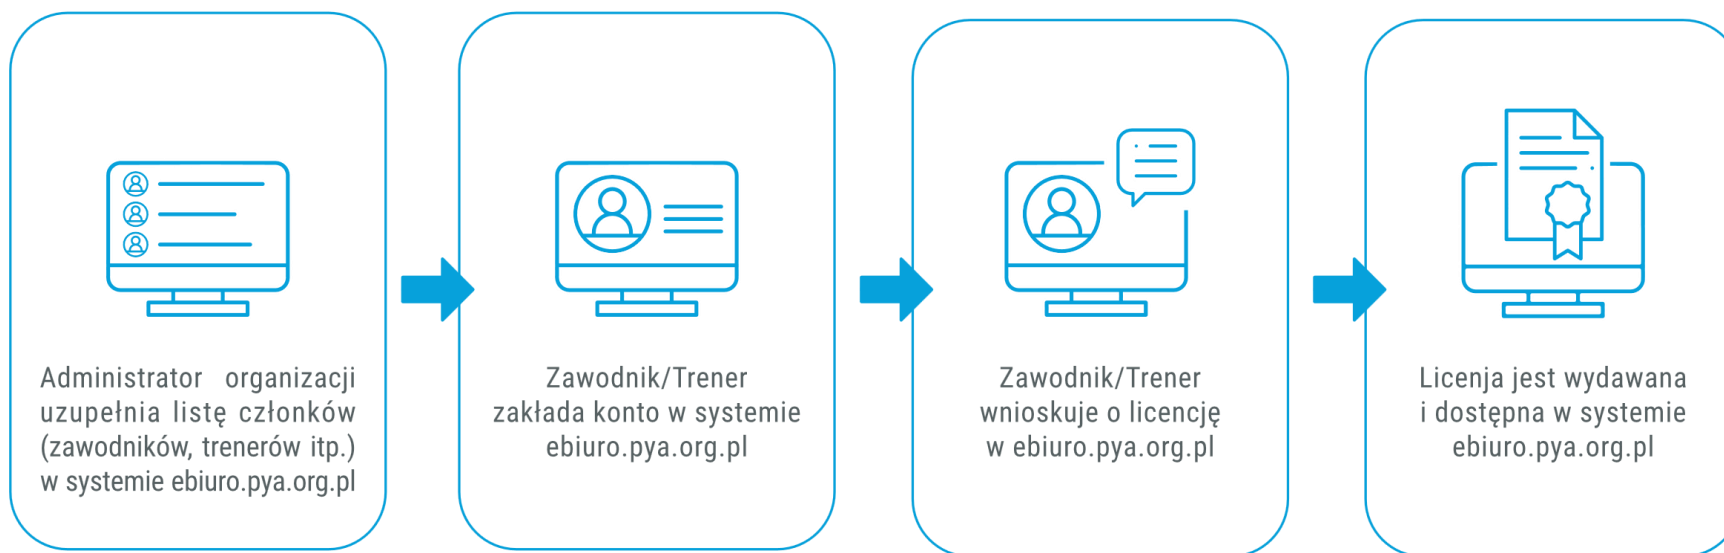 Administrator organizacji
uzupełnia listę członków
(zawodników, trenerów itp.)
w systemie ebiuro.pya.org.pl
Zawodnik/Trener
zakłada konto w systemie
ebiuro.pya.org.pl
Zawodnik/Trener
wnioskuje o licencję
w ebiuro.pya.org.pl
Licenja jest wydawana
i dostępna w systemie
ebiuro.pya.org.pl